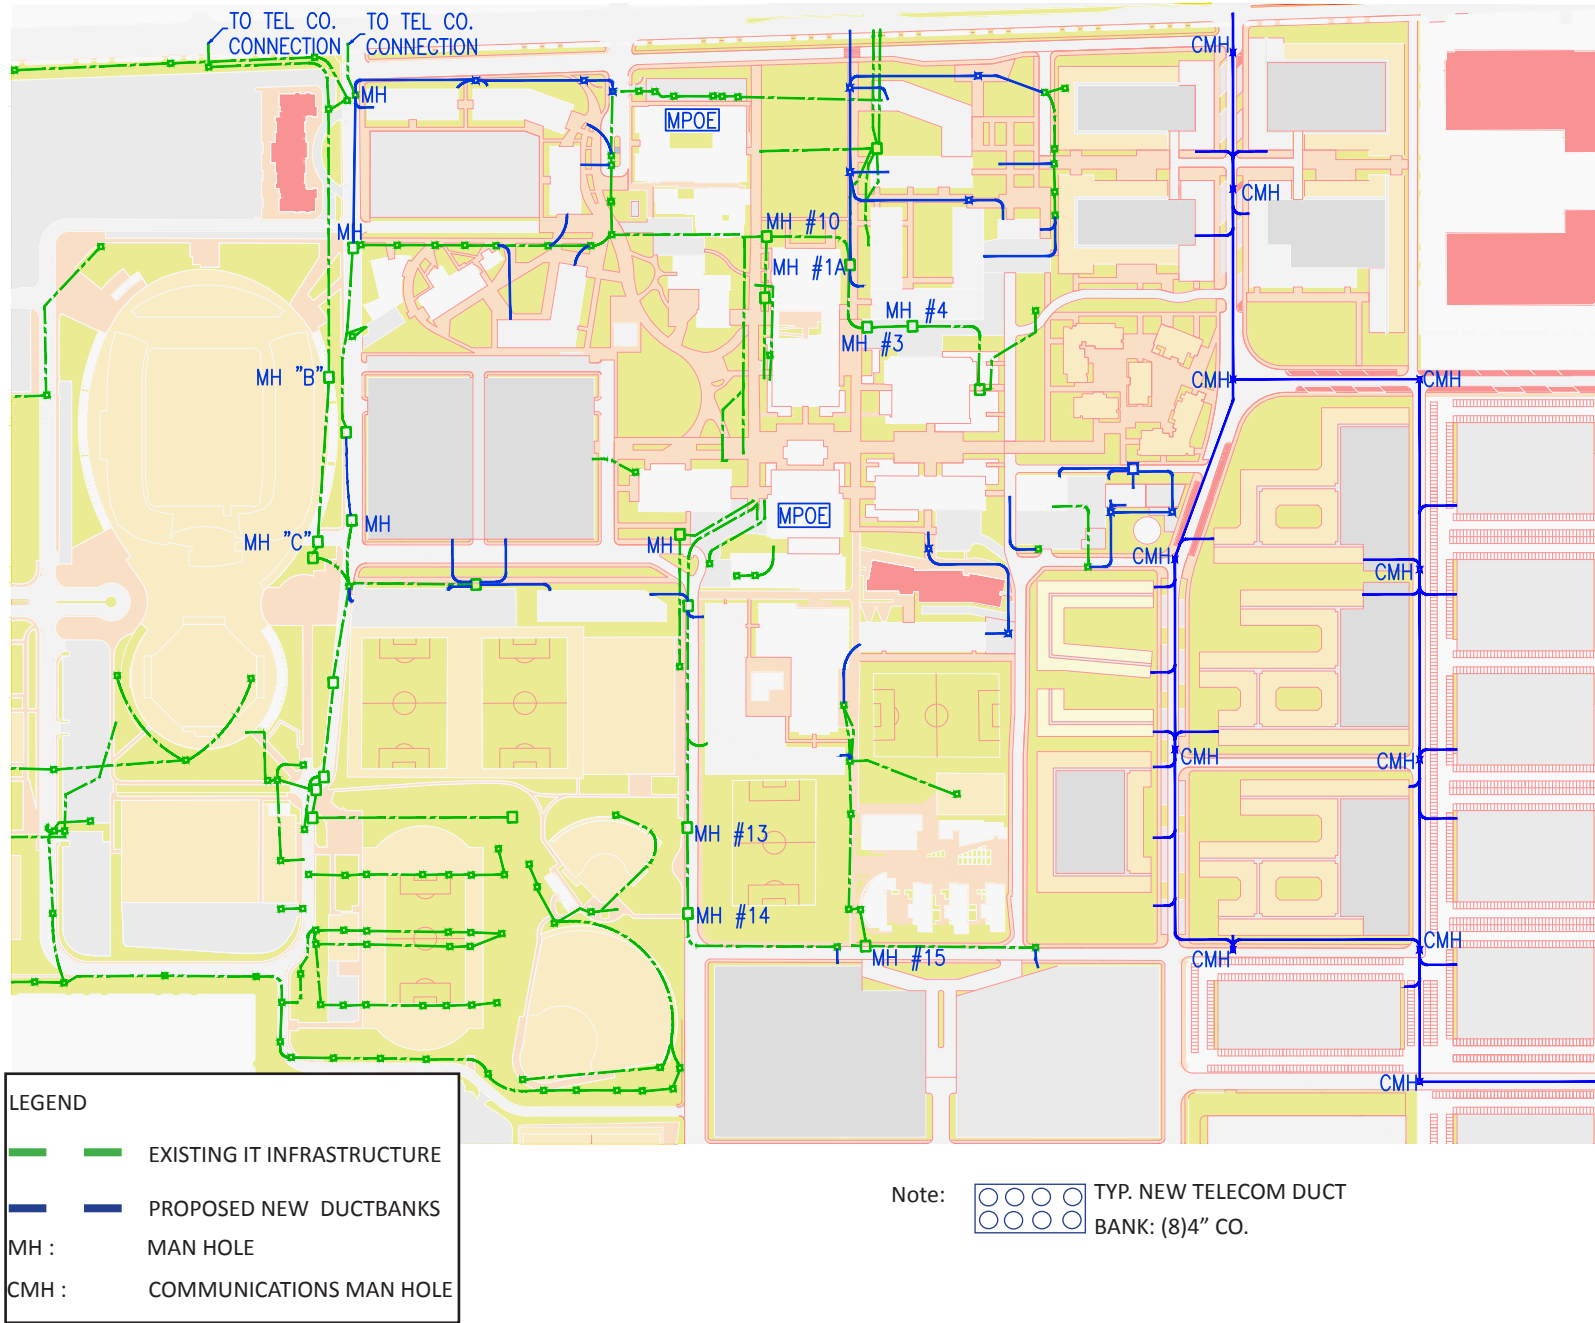 TO TEL CO.
CONNECTION
TO TEL CO.
CONNECTION
CMH
MH
MPOE
CMH
MH
MH #10
MH #1A
MH #4
MH #3
MH "B"
CMH
CMH
MPOE
MH
MH "C"
MH
CMH
CMH
CMH
CMH
MH #13
MH #14
MH #15
CMH
CMH
CMH
LEGEND
EXISTING IT INFRASTRUCTURE
PROPOSED NEW DUCTBANKS
MH : MAN HOLE
CMH : COMMUNICATIONS MAN HOLE
Note:
TYP. NEW TELECOM DUCT
BANK: (8)4” CO.